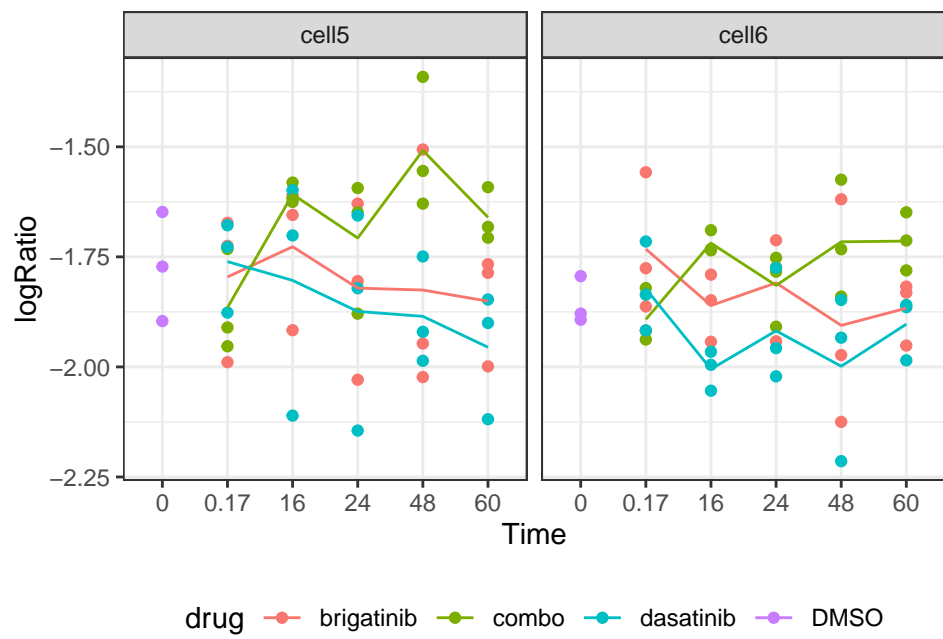 cell5 cell6
−1.50
−1.75
−2.00
−2.25
logRatio
0 0.17 16 24 48 60 0 0.17 16 24 48 60
Time
drug brigatinib combo dasatinib DMSO